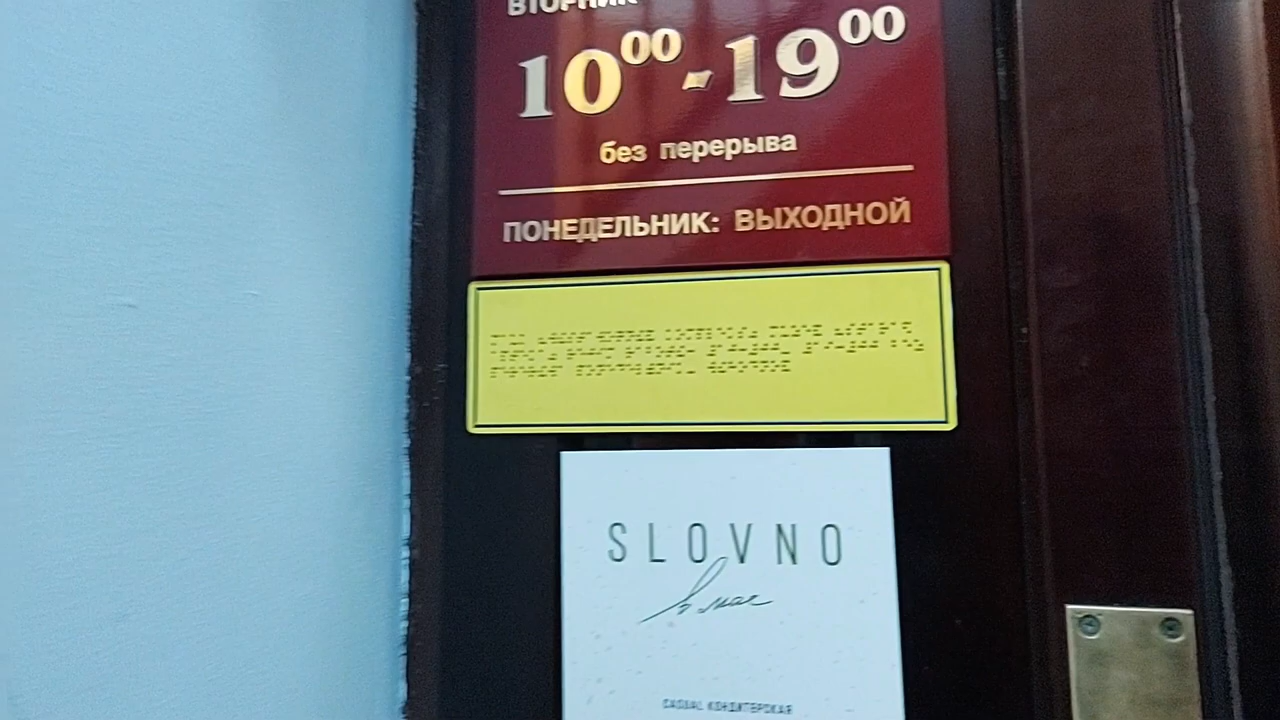 ВТОРНИК
10⁰⁰-19⁰⁰
без перерыва
ПОНЕДЕЛЬНИК: ВЫХОДНОЙ
SLOVNO
CASUAL КОНДИТЕРСКАЯ